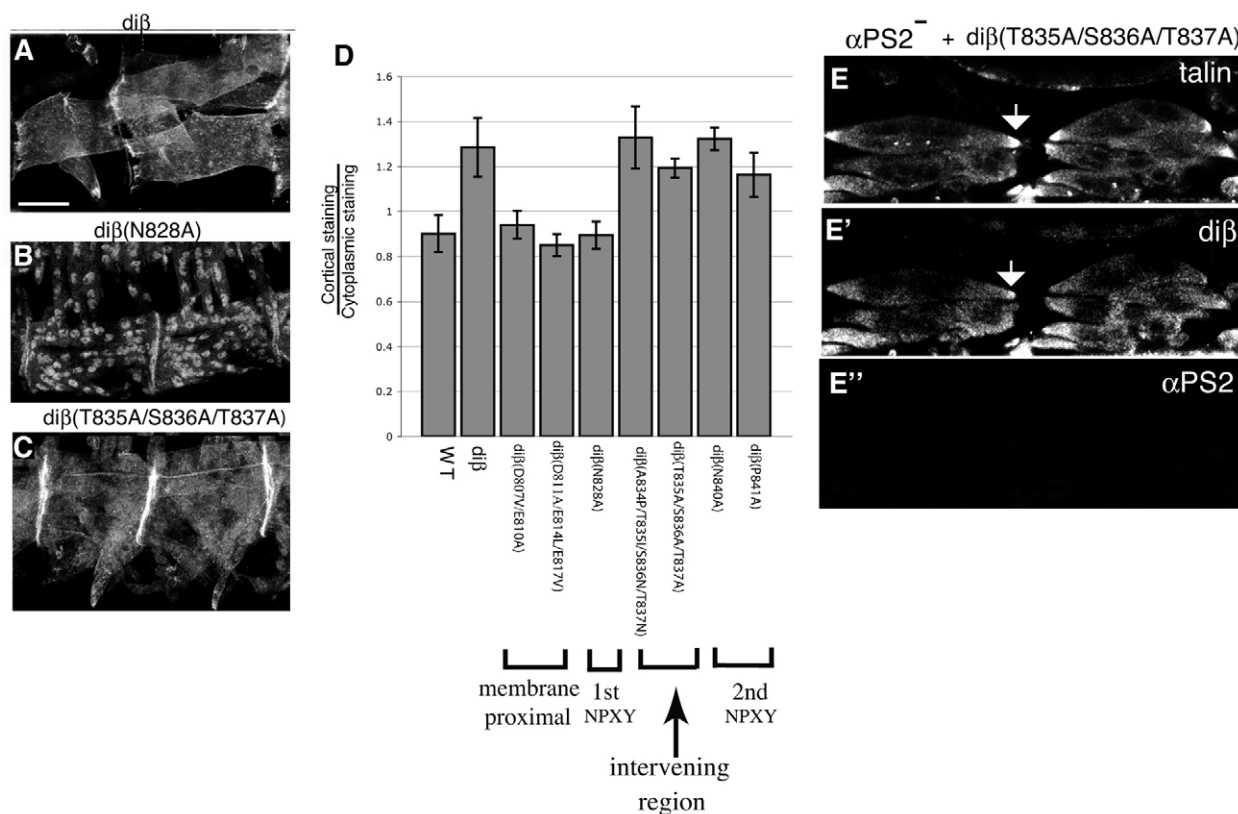 diβ
A
diβ(N828A)
B
diβ(T835A/S836A/T837A)
C
D
Cortical staining
Cytoplasmic staining
1.6
1.4
1.2
1
0.8
0.6
0.4
0.2
0
WT
diβ
diβ(D807V/E810A)
diβ(D811A/E814L/E817V)
diβ(N828A)
diβ(A834P/T835I/S836N/T837N)
diβ(T835A/S836A/T837A)
diβ(N840A)
diβ(P841A)
membrane
proximal
1st
NPXY
2nd
NPXY
intervening
region
αPS2⁻ + diβ(T835A/S836A/T837A)
E
talin
E'
diβ
E''
αPS2